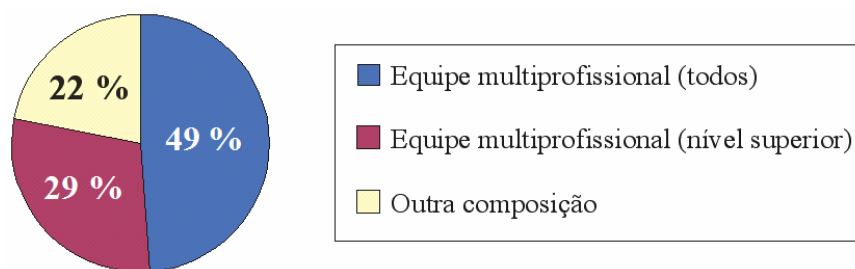 22 %
49 %
29 %
Equipe multiprofissional (todos)
Equipe multiprofissional (nível superior)
Outra composição